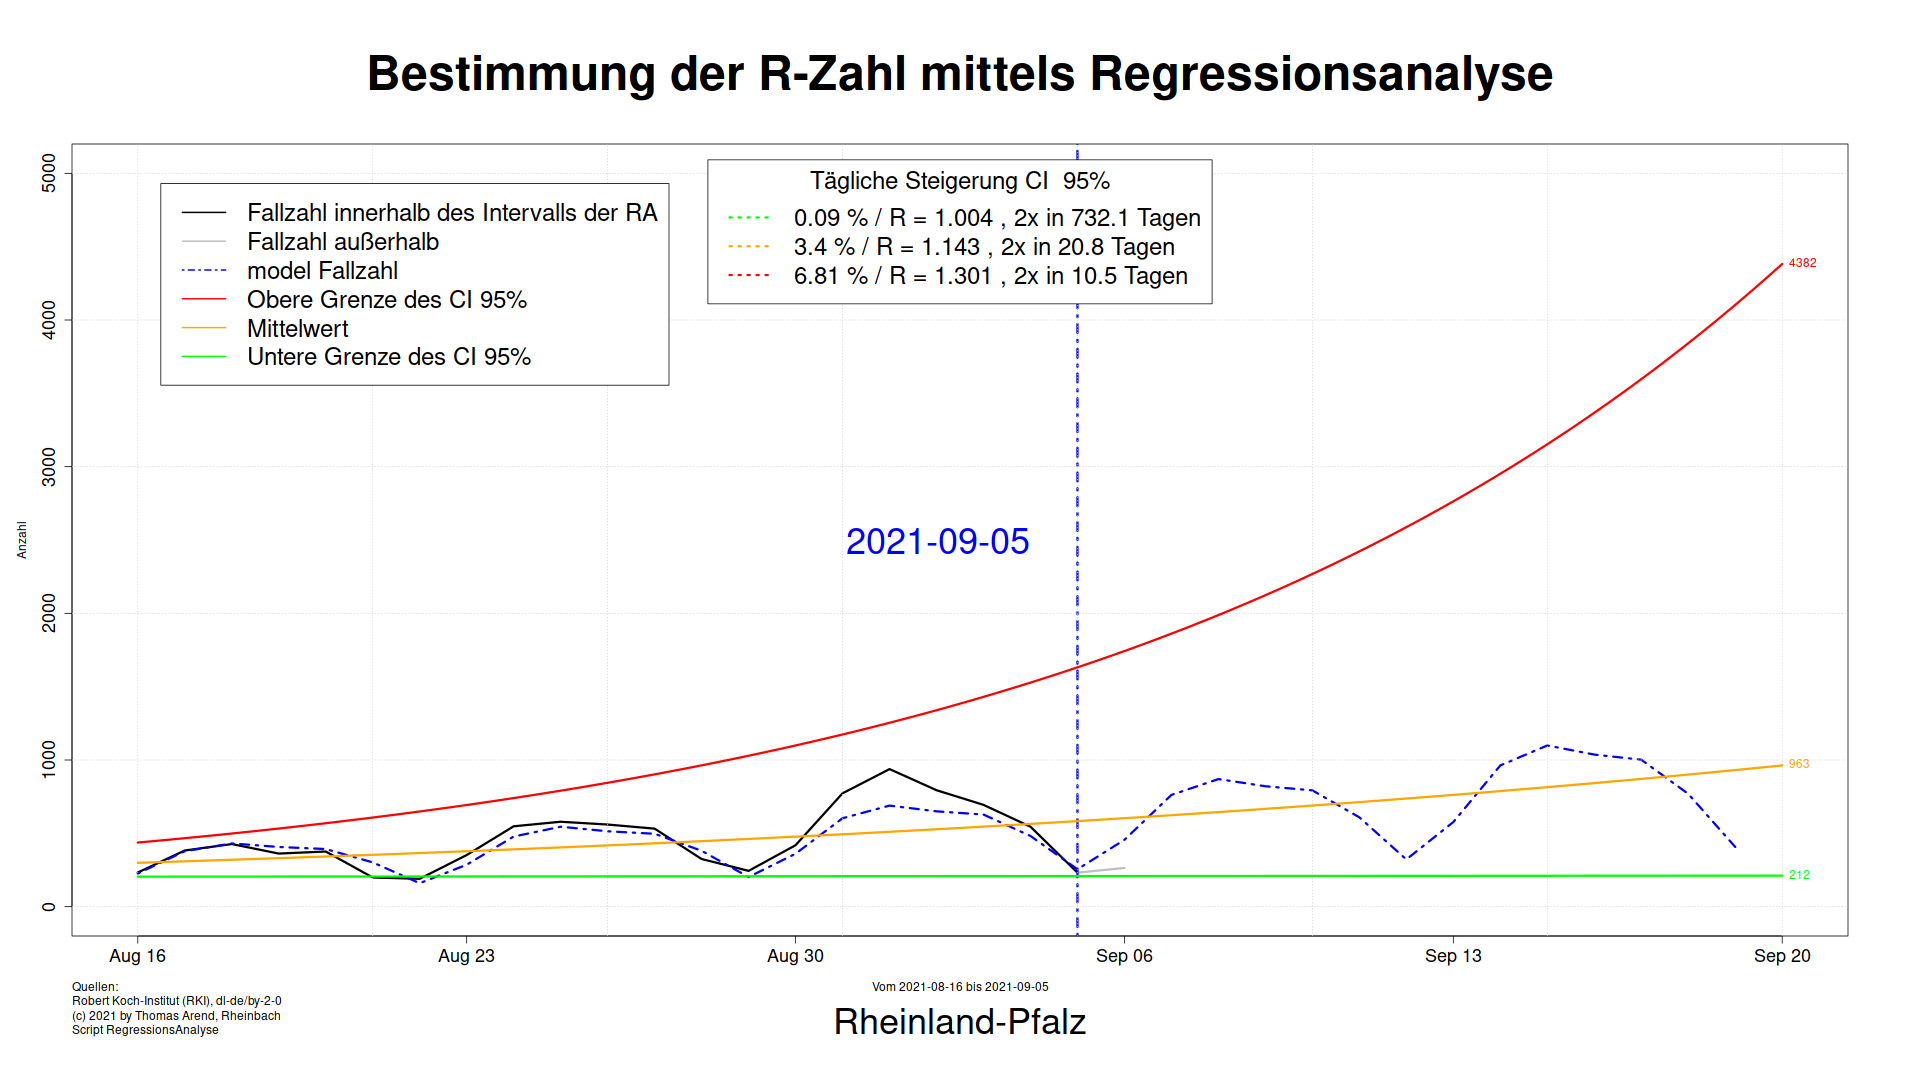 Bestimmung der R-Zahl mittels Regressionsanalyse
Fallzahl innerhalb des Intervalls der RA
Fallzahl außerhalb
model Fallzahl
Obere Grenze des CI 95%
Mittelwert
Untere Grenze des CI 95%
Tägliche Steigerung CI  95%
0.09 % / R = 1.004 , 2x in 732.1 Tagen
3.4 % / R = 1.143 , 2x in 20.8 Tagen
6.81 % / R = 1.301 , 2x in 10.5 Tagen
5000
4000
3000
2000
1000
0
Anzahl
2021-09-05
4382
963
212
Aug 16
Aug 23
Aug 30
Sep 06
Sep 13
Sep 20
Quellen:
Robert Koch-Institut (RKI), dl-de/by-2-0
(c) 2021 by Thomas Arend, Rheinbach
Script RegressionsAnalyse
Vom 2021-08-16 bis 2021-09-05
Rheinland-Pfalz